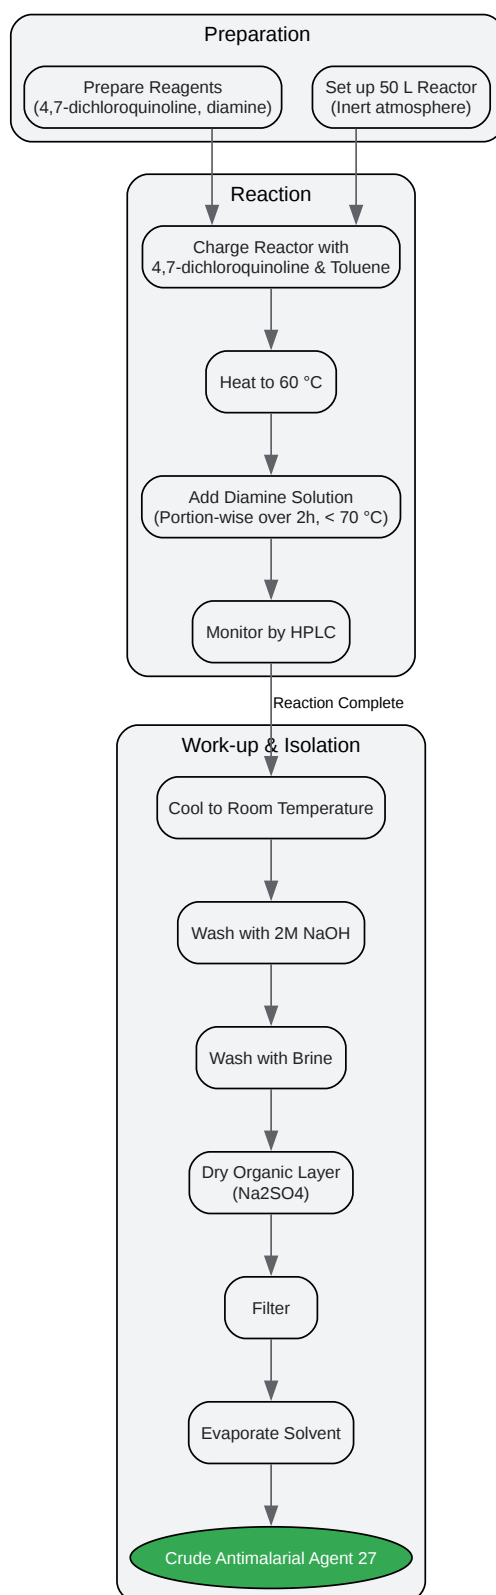 Preparation
Prepare Reagents
(4,7-dichloroquinoline, diamine)
Set up 50 L Reactor
(Inert atmosphere)
Reaction
Charge Reactor with
4,7-dichloroquinoline & Toluene
Heat to 60 °C
Add Diamine Solution
(Portion-wise over 2h, < 70 °C)
Monitor by HPLC
Reaction Complete
Work-up & Isolation
Cool to Room Temperature
Wash with 2M NaOH
Wash with Brine
Dry Organic Layer
(Na2SO4)
Filter
Evaporate Solvent
Crude Antimalarial Agent 27